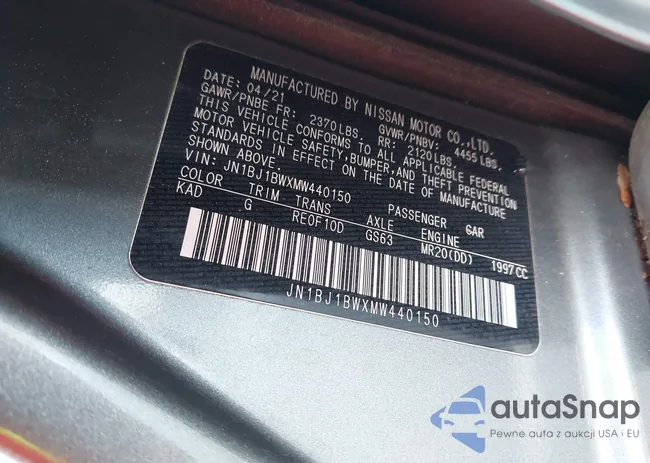 MANUFACTURED BY NISSAN MOTOR CO.,LTD.
DATE: 04/21 GVWR/PNBV: 4455 LBS.
GAWR/PNBE FR: 2370LBS. RR: 2120 LBS
THIS VEHICLE CONFORMS TO ALL APPLICABLE FEDERAL
MOTOR VEHICLE SAFETY,BUMPER,AND THEFT PREVENTION
STANDARDS IN EFFECT ON THE DATE OF MANUFACTURE
SHOWN ABOVE.
VIN: JN1BJ1BWXMW440150 PASSENGER CAR
COLOR TRIM TRANS AXLE ENGINE
KAD G RE0F10D GS63 MR20(DD) 1997CC
JN1BJ1BWXMW440150
autaSnap
Pewne auta z aukcji USA i EU